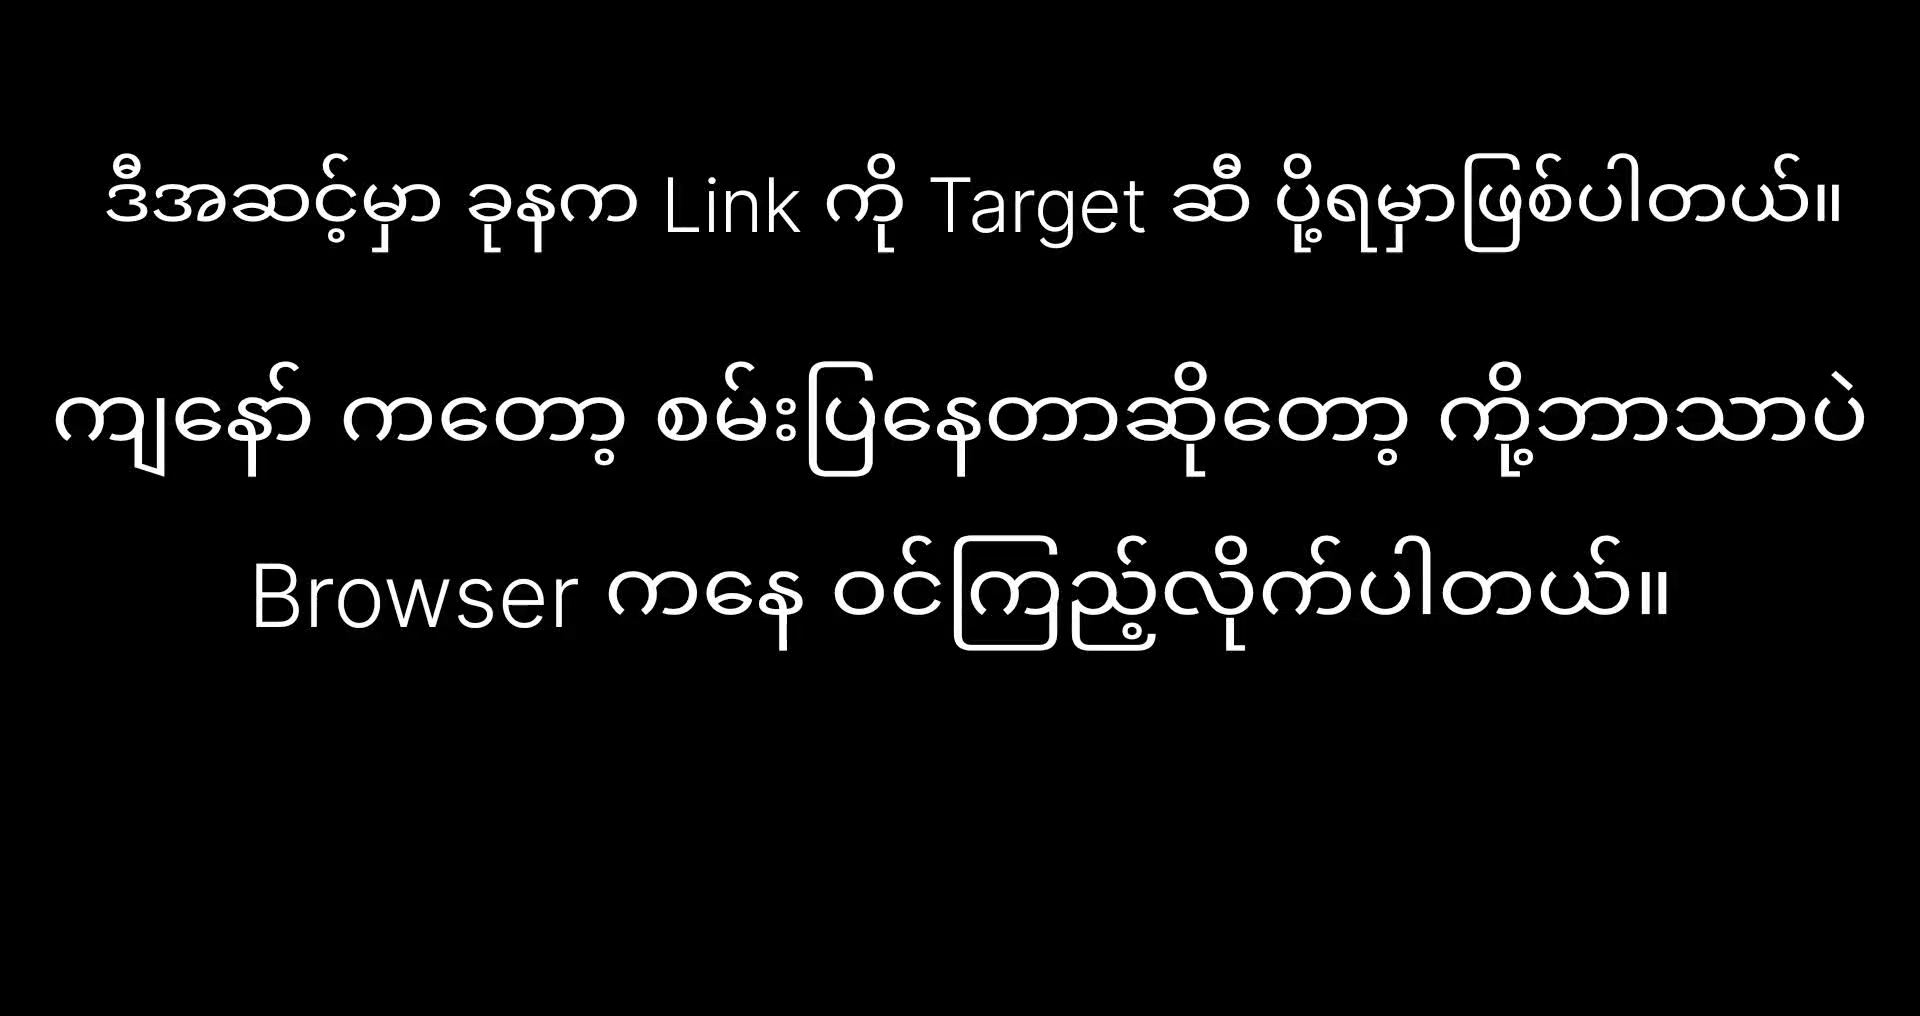 ဒီအဆင့်မှာ ခုနက Link ကို Target ဆီ ပို့ရမှာဖြစ်ပါတယ်။
ကျနော် ကတော့ စမ်းပြနေတာဆိုတော့ ကို့ဘာသာပဲ
Browser ကနေ ဝင်ကြည့်လိုက်ပါတယ်။